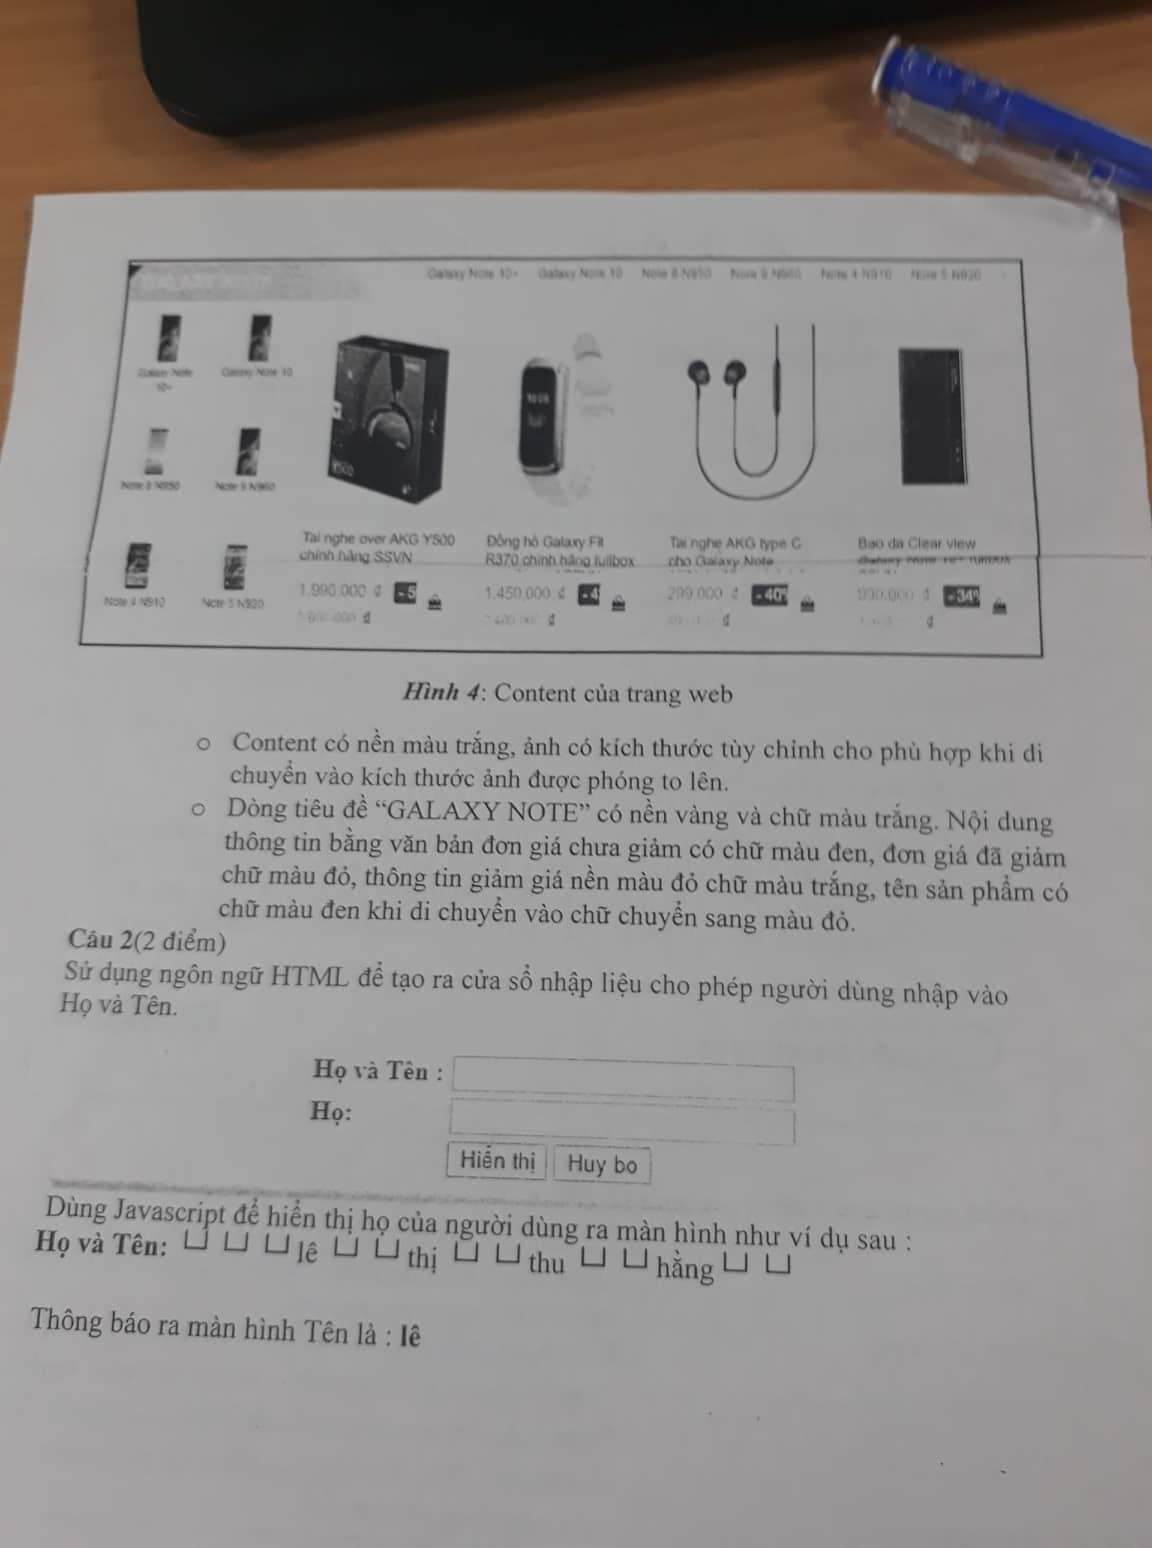 Galaxy Note 10+ Galaxy Note 10 Note 8 N950 Note 9 N960 Note 4 N910 Note 5 N920
Galaxy Note 10+
Galaxy Note 10
Note 8 N950
Note 9 N960
Note 4 N910
Note 5 N920
Tai nghe over AKG Y500
chính hãng SSVN
1.990.000 đ -5
đ
Đồng hồ Galaxy Fit
R370 chính hãng fullbox
1.450.000 đ -4
đ
Tai nghe AKG type C
cho Galaxy Note
299.000 đ -40%
đ
Bao da Clear view
Galaxy Note 10+
990.000 đ -34%
đ
Hình 4: Content của trang web
○ Content có nền màu trắng, ảnh có kích thước tùy chỉnh cho phù hợp khi di
chuyển vào kích thước ảnh được phóng to lên.
○ Dòng tiêu đề “GALAXY NOTE” có nền vàng và chữ màu trắng. Nội dung
thông tin bằng văn bản đơn giá chưa giảm có chữ màu đen, đơn giá đã giảm
chữ màu đỏ, thông tin giảm giá nền màu đỏ chữ màu trắng, tên sản phẩm có
chữ màu đen khi di chuyển vào chữ chuyển sang màu đỏ.
Câu 2(2 điểm)
Sử dụng ngôn ngữ HTML để tạo ra cửa sổ nhập liệu cho phép người dùng nhập vào
Họ và Tên.
Họ và Tên :
Họ:
Hiển thị Huy bo
Dùng Javascript để hiển thị họ của người dùng ra màn hình như ví dụ sau :
Họ và Tên: ⊔ ⊔ ⊔ lê ⊔ ⊔ thị ⊔ ⊔ thu ⊔ ⊔ hằng ⊔ ⊔
Thông báo ra màn hình Tên là : lê